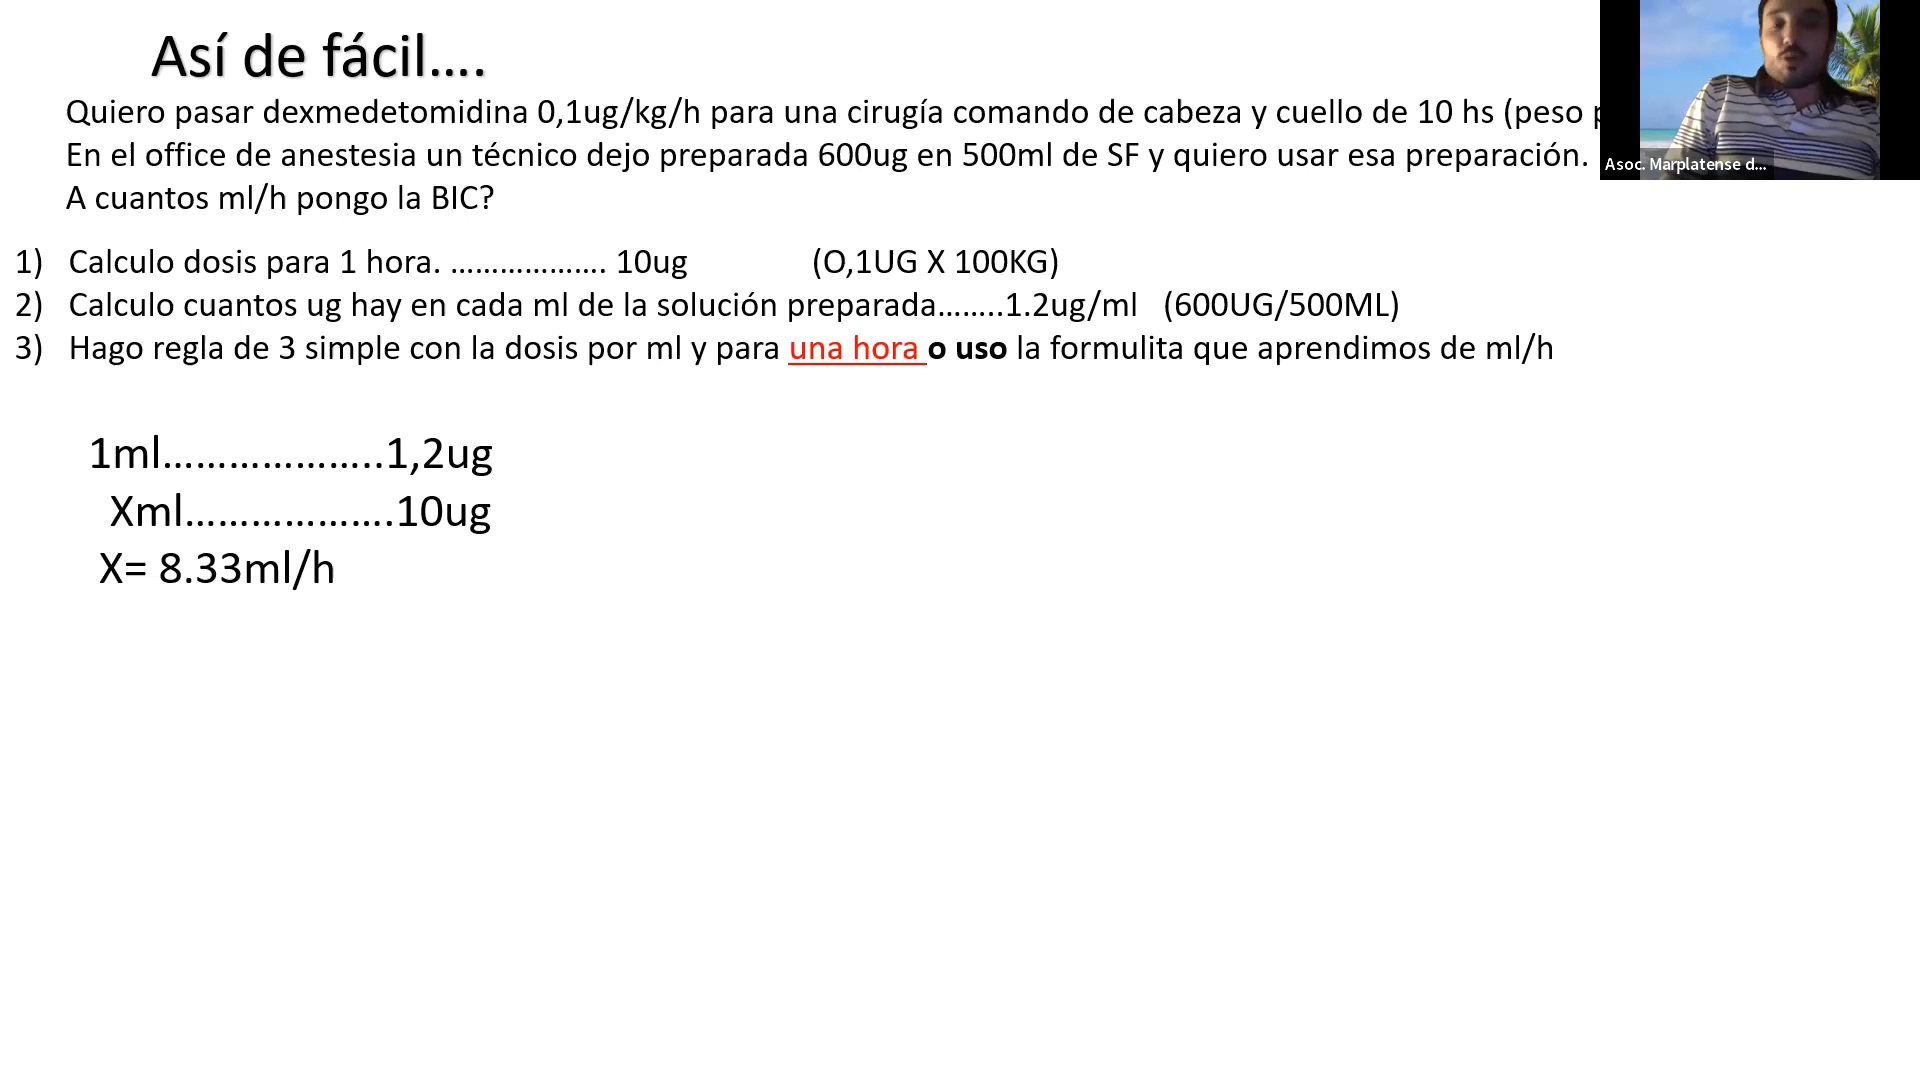 Así de fácil….
Quiero pasar dexmedetomidina 0,1ug/kg/h para una cirugía comando de cabeza y cuello de 10 hs (peso
En el office de anestesia un técnico dejo preparada 600ug en 500ml de SF y quiero usar esa preparación.
A cuantos ml/h pongo la BIC?
1) Calculo dosis para 1 hora. ………………. 10ug (O,1UG X 100KG)
2) Calculo cuantos ug hay en cada ml de la solución preparada……..1.2ug/ml (600UG/500ML)
3) Hago regla de 3 simple con la dosis por ml y para una hora o uso la formulita que aprendimos de ml/h
1ml………………..1,2ug
Xml……………….10ug
X= 8.33ml/h
Asoc. Marplatense d...